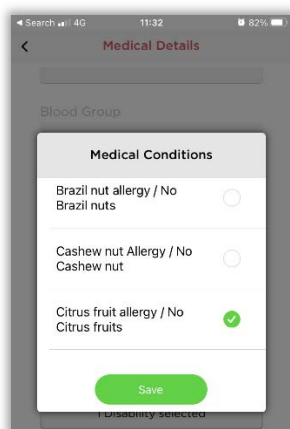 Search 4G 11:32 82%
Medical Details
Blood Group
Medical Conditions
Brazil nut allergy / No
Brazil nuts
Cashew nut Allergy / No
Cashew nut
Citrus fruit allergy / No
Citrus fruits
Save
1 Disability selected